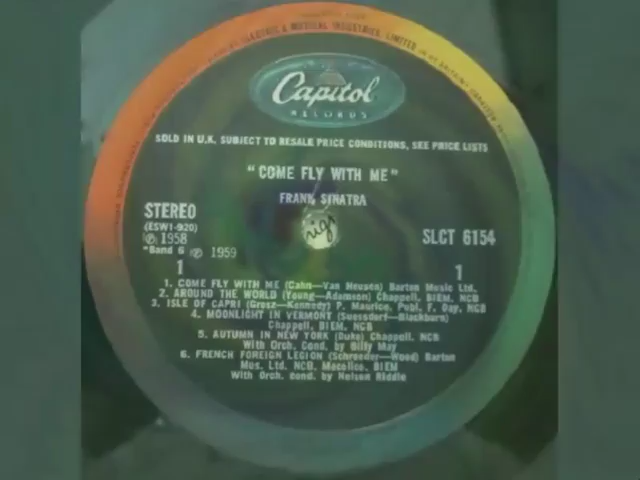 ELECTRIC & MUSICAL INDUSTRIES, LIMITED
Capitol
RECORDS
SOLD IN U.K. SUBJECT TO RESALE PRICE CONDITIONS, SEE PRICE LISTS
"COME FLY WITH ME"
FRANK SINATRA
STEREO
(ESW1-920)
℗ 1958
*Band 6 ℗ 1959
SLCT 6154
1 1
1. COME FLY WITH ME (Cahn—Van Heusen) Barton Music Ltd.
2. AROUND THE WORLD (Young—Adamson) Chappell, BIEM, NCB
3. ISLE OF CAPRI (Grosz—Kennedy) P. Maurice, Publ. F. Day, NCB
4. MOONLIGHT IN VERMONT (Suessdorf—Blackburn)
Chappell, BIEM, NCB
5. AUTUMN IN NEW YORK (Duke) Chappell, NCB
With Orch. Cond. by Billy May
6. FRENCH FOREIGN LEGION (Schroeder—Wood) Barton
Mus. Ltd. NCB, Mecolico, BIEM
With Orch. cond. by Nelson Riddle